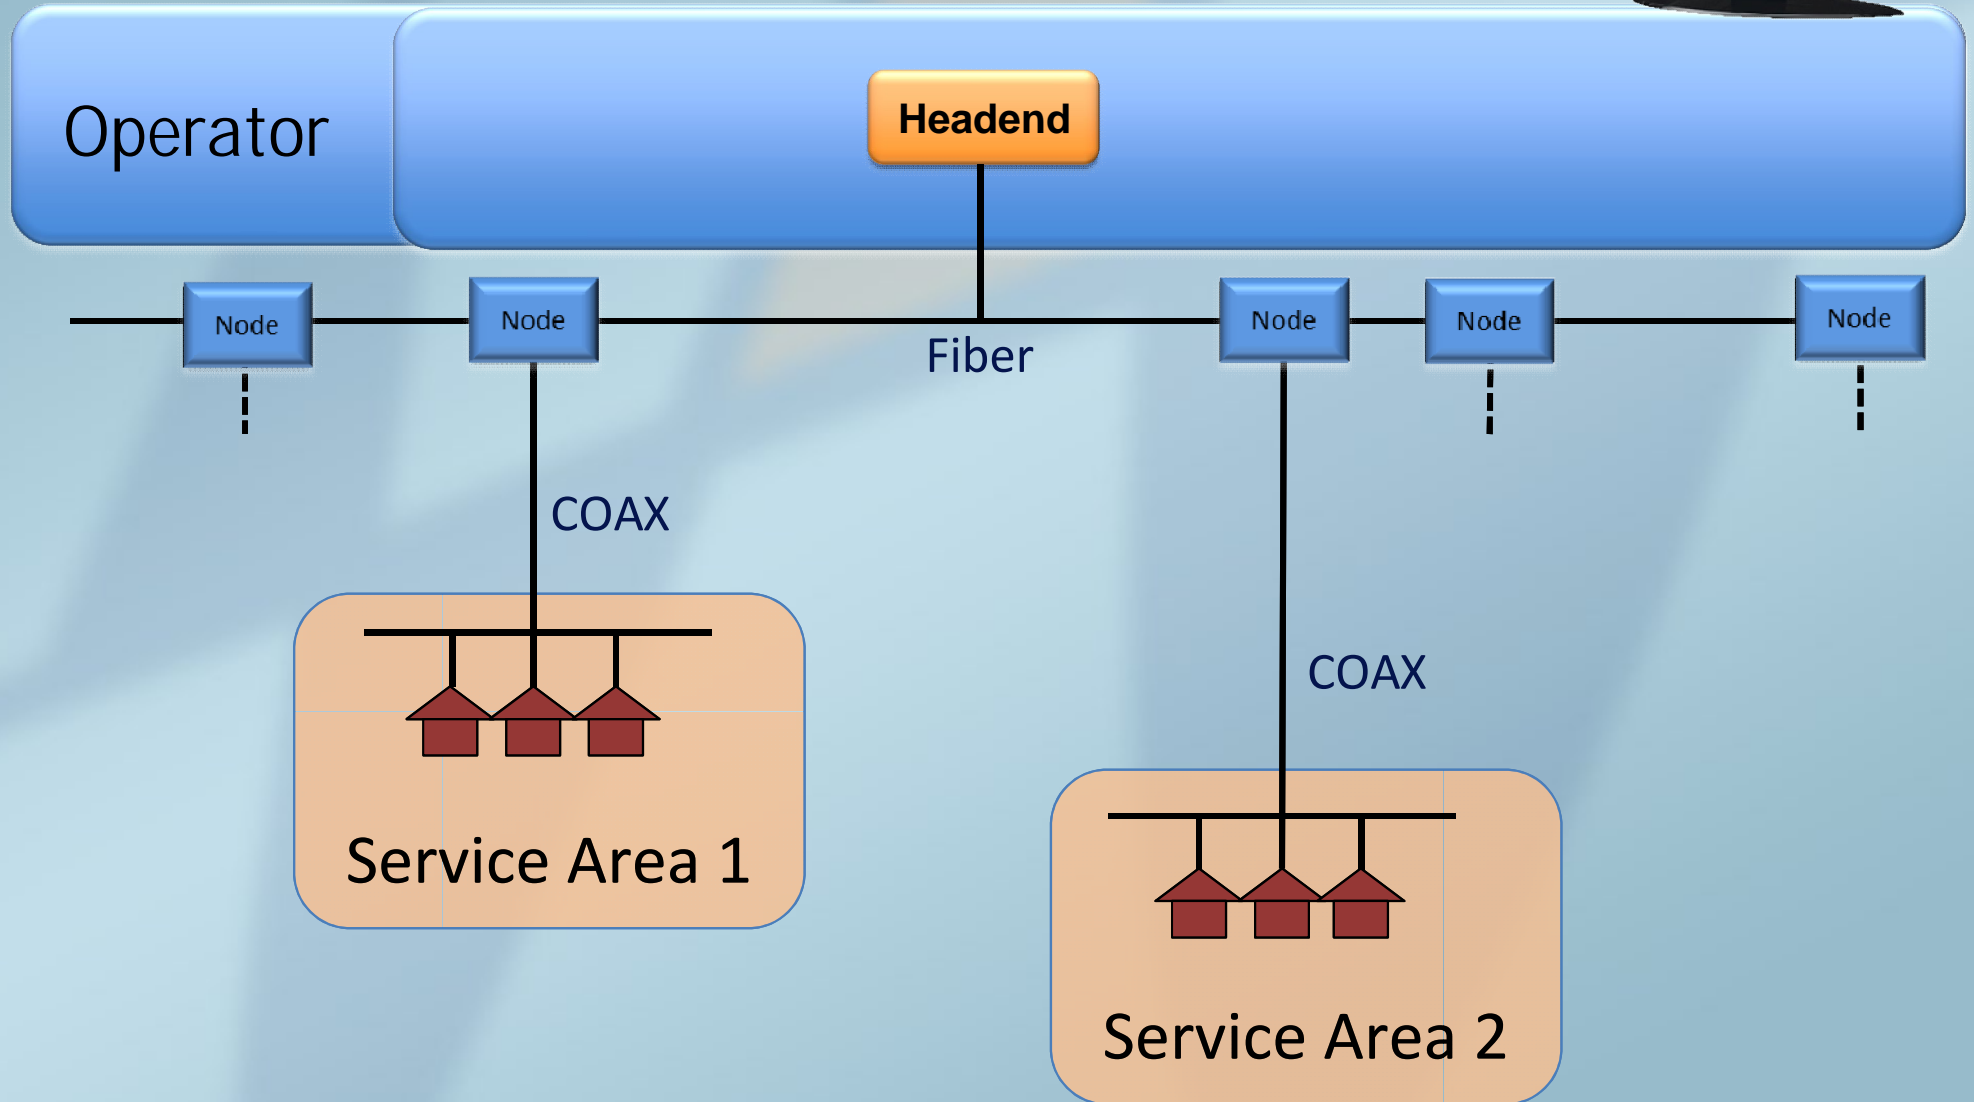 Operator
Headend
Node
Node
Node
Node
Node
Fiber
COAX
COAX
Service Area 1
Service Area 2